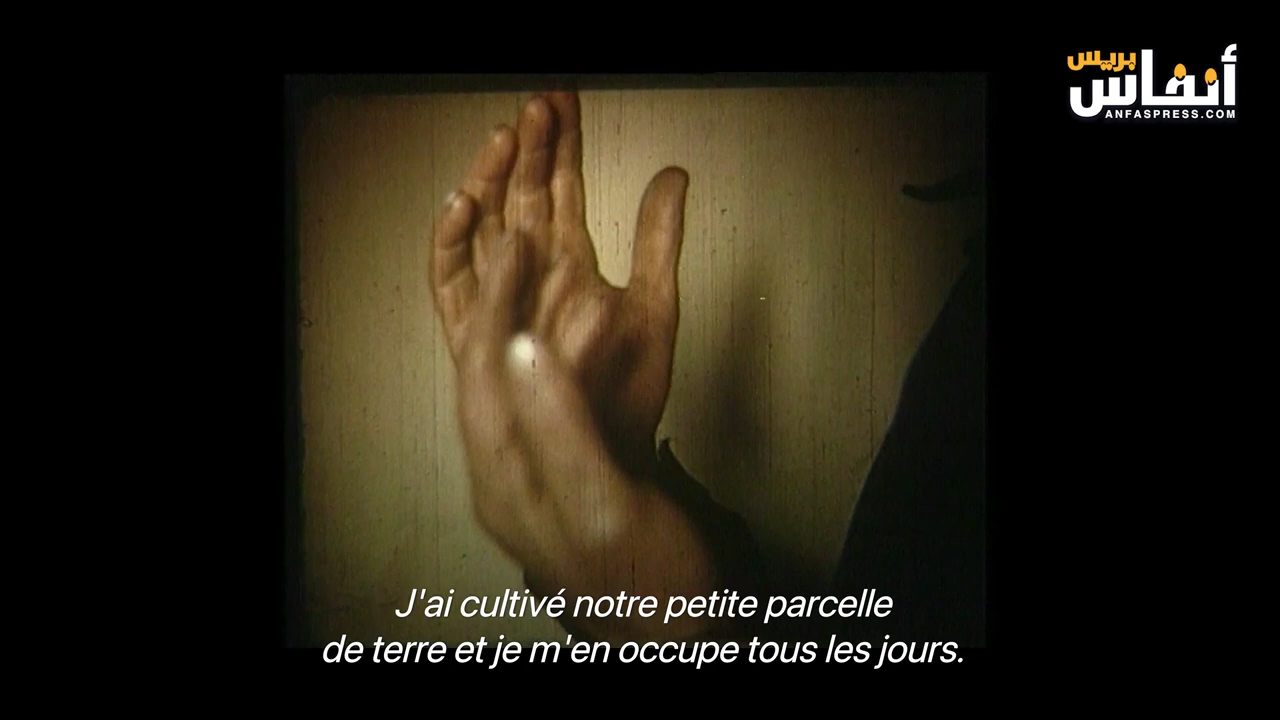 أنفاس بريس
ANFASPRESS.COM
J'ai cultivé notre petite parcelle
de terre et je m'en occupe tous les jours.